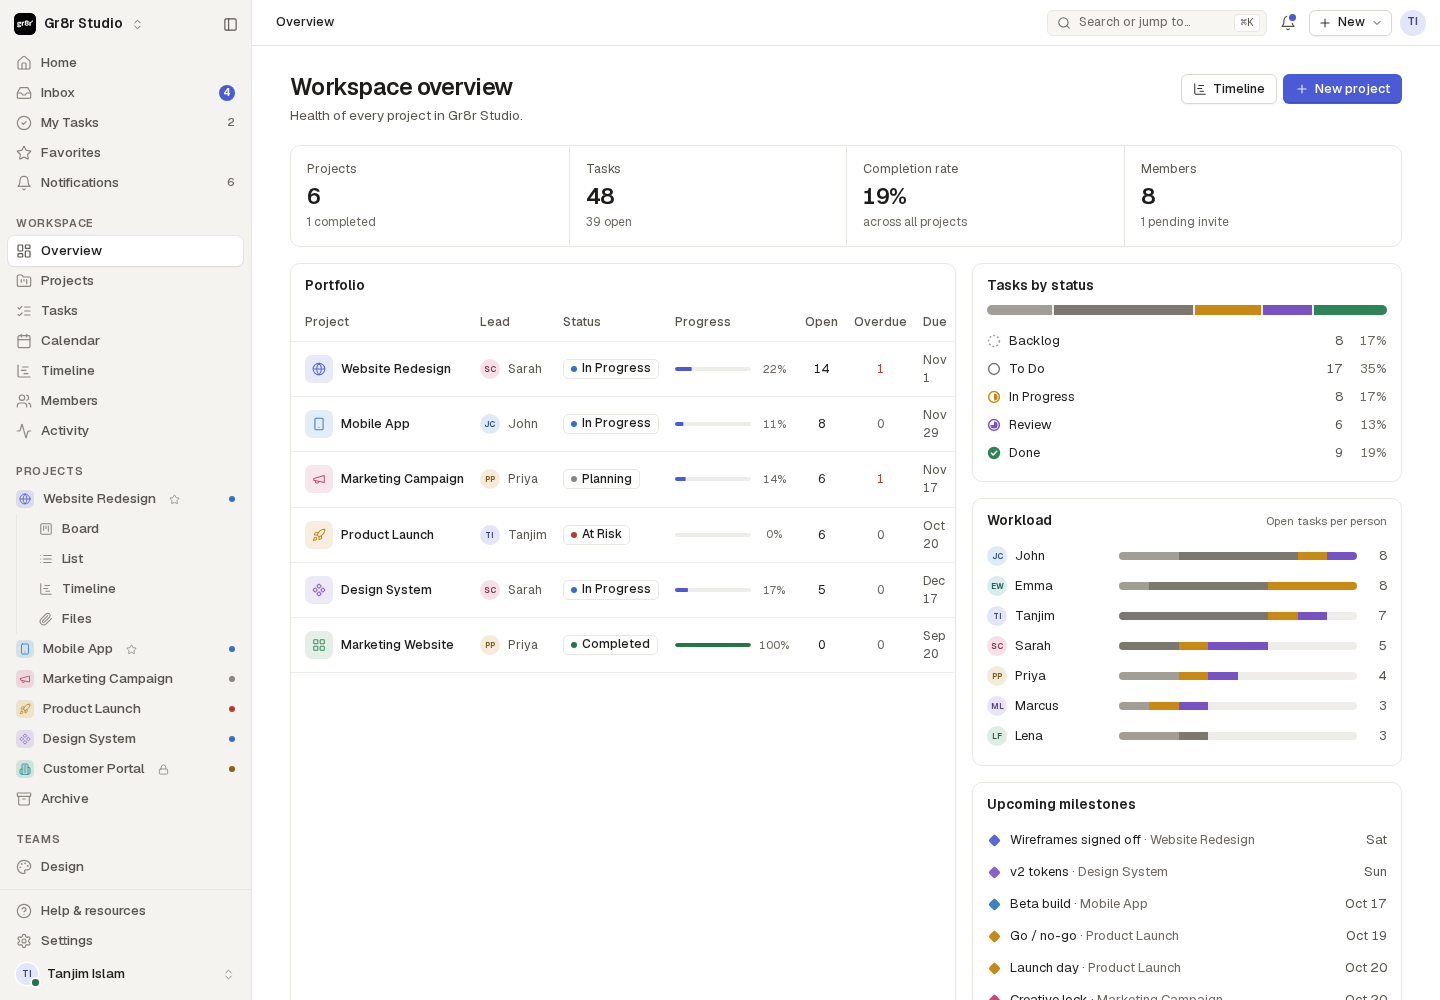 gr8r
Gr8r Studio
Home
Inbox
4
My Tasks
2
Favorites
Notifications
6
WORKSPACE
Overview
Projects
Tasks
Calendar
Timeline
Members
Activity
PROJECTS
Website Redesign
Board
List
Timeline
Files
Mobile App
Marketing Campaign
Product Launch
Design System
Customer Portal
Archive
TEAMS
Design
Help & resources
Settings
TI Tanjim Islam
Overview
Search or jump to... ⌘K
New
TI
Workspace overview
Health of every project in Gr8r Studio.
Timeline
New project
Projects
6
1 completed
Tasks
48
39 open
Completion rate
19%
across all projects
Members
8
1 pending invite
Portfolio
Project Lead Status Progress Open Overdue Due
Website Redesign SC Sarah In Progress 22% 14 1 Nov
1
Mobile App JC John In Progress 11% 8 0 Nov
29
Marketing Campaign PP Priya Planning 14% 6 1 Nov
17
Product Launch TI Tanjim At Risk 0% 6 0 Oct
20
Design System SC Sarah In Progress 17% 5 0 Dec
17
Marketing Website PP Priya Completed 100% 0 0 Sep
20
Tasks by status
Backlog 8 17%
To Do 17 35%
In Progress 8 17%
Review 6 13%
Done 9 19%
Workload Open tasks per person
JC John 8
EW Emma 8
TI Tanjim 7
SC Sarah 5
PP Priya 4
ML Marcus 3
LF Lena 3
Upcoming milestones
Wireframes signed off · Website Redesign Sat
v2 tokens · Design System Sun
Beta build · Mobile App Oct 17
Go / no-go · Product Launch Oct 19
Launch day · Product Launch Oct 20
Creative lock · Marketing Campaign Oct 20